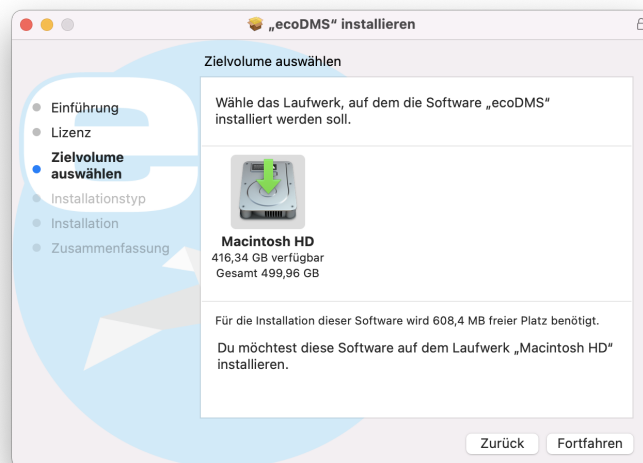 „ecoDMS“ installieren
Zielvolume auswählen
Einführung
Lizenz
Zielvolume
auswählen
Installationstyp
Installation
Zusammenfassung
Wähle das Laufwerk, auf dem die Software „ecoDMS“
installiert werden soll.
Macintosh HD
416,34 GB verfügbar
Gesamt 499,96 GB
Für die Installation dieser Software wird 608,4 MB freier Platz benötigt.
Du möchtest diese Software auf dem Laufwerk „Macintosh HD“
installieren.
Zurück
Fortfahren